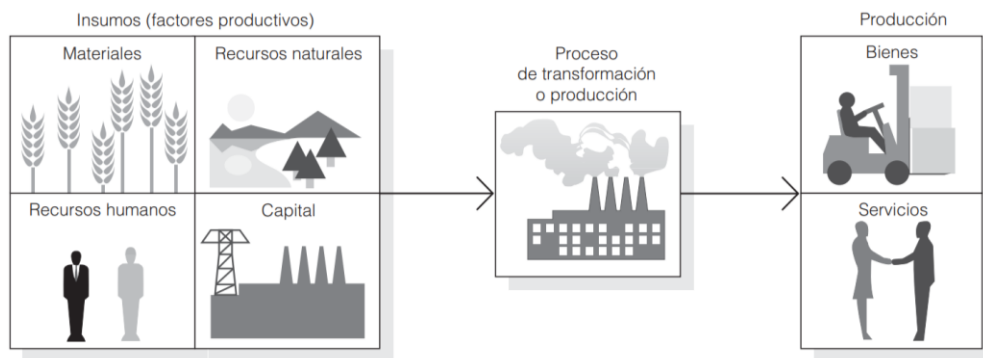 Insumos (factores productivos)
Materiales
Recursos naturales
Recursos humanos
Capital
Proceso
de transformación
o producción
Producción
Bienes
Servicios